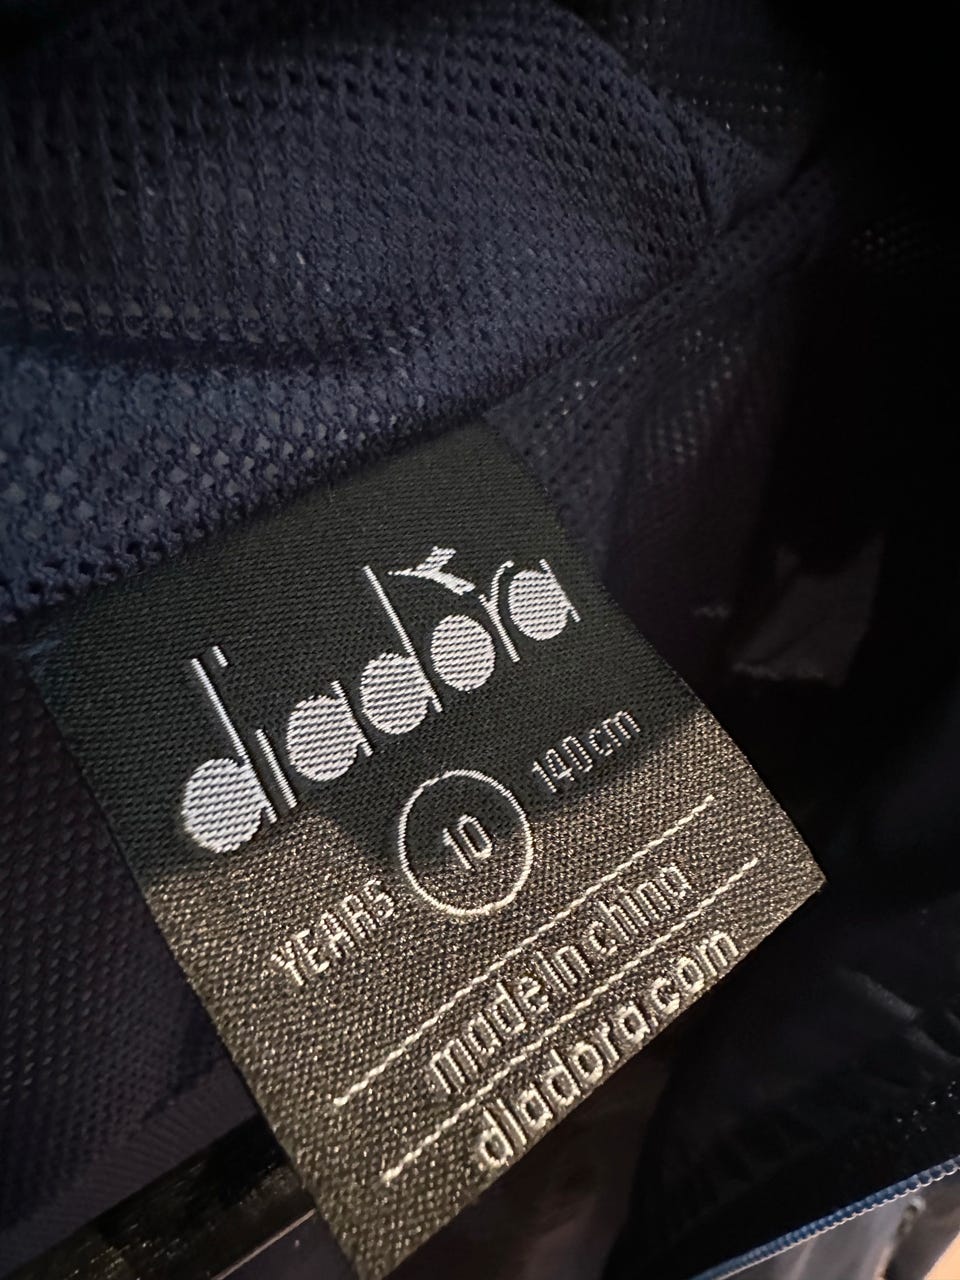 diadora
YEARS 10 140cm
made in china
diadora.com